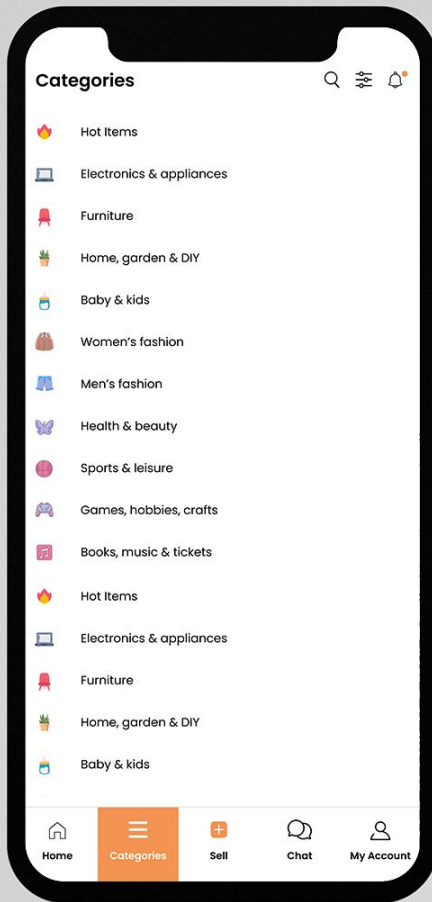 Categories
Hot Items
Electronics & appliances
Furniture
Home, garden & DIY
Baby & kids
Women's fashion
Men's fashion
Health & beauty
Sports & leisure
Games, hobbies, crafts
Books, music & tickets
Hot Items
Electronics & appliances
Furniture
Home, garden & DIY
Baby & kids
Home Categories Sell Chat My Account